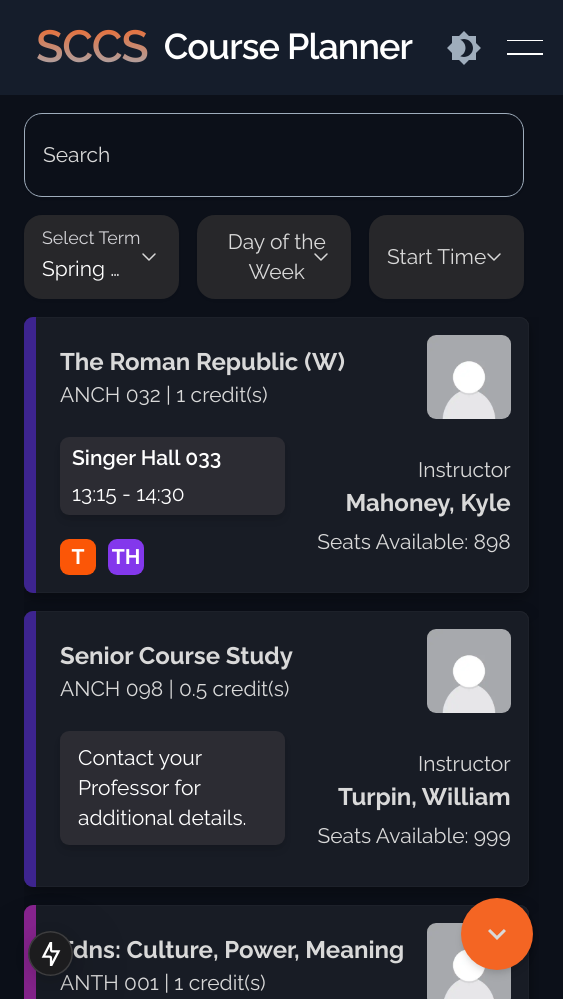 SCCS Course Planner
Search
Select Term
Spring ...
Day of the
Week
Start Time
The Roman Republic (W)
ANCH 032 | 1 credit(s)
Singer Hall 033
13:15 - 14:30
T TH
Instructor
Mahoney, Kyle
Seats Available: 898
Senior Course Study
ANCH 098 | 0.5 credit(s)
Contact your
Professor for
additional details.
Instructor
Turpin, William
Seats Available: 999
Fdns: Culture, Power, Meaning
ANTH 001 | 1 credit(s)